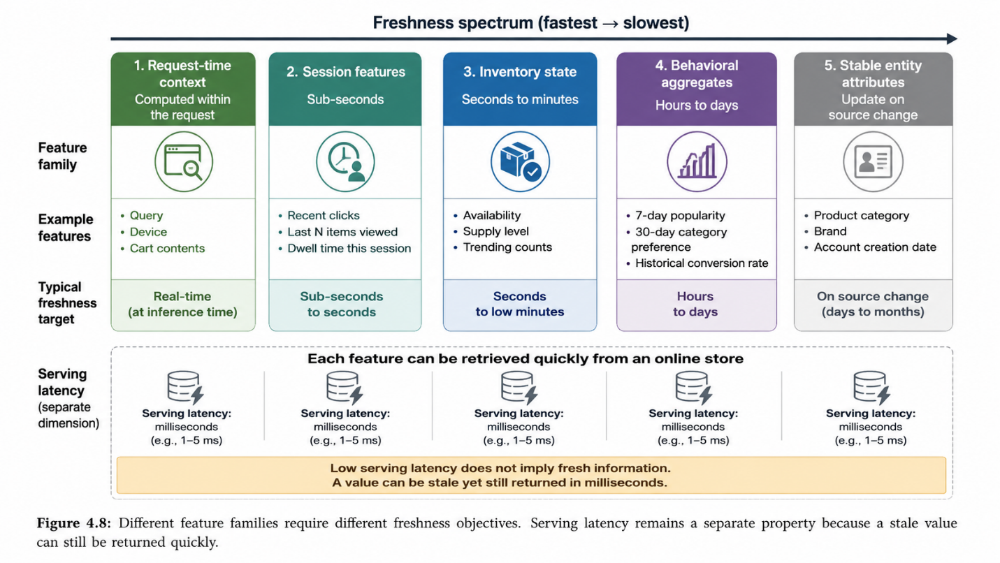 Freshness spectrum (fastest → slowest)
1. Request-time
context
Computed within
the request
2. Session features
Sub-seconds
3. Inventory state
Seconds to minutes
4. Behavioral
aggregates
Hours to days
5. Stable entity
attributes
Update on
source change
Feature
family
Example
features
• Query
• Device
• Cart contents
• Recent clicks
• Last N items viewed
• Dwell time this session
• Availability
• Supply level
• Trending counts
• 7-day popularity
• 30-day category
preference
• Historical conversion rate
• Product category
• Brand
• Account creation date
Typical
freshness
target
Real-time
(at inference time)
Sub-seconds
to seconds
Seconds
to low minutes
Hours
to days
On source change
(days to months)
Serving
latency
(separate
dimension)
Each feature can be retrieved quickly from an online store
Serving latency:
milliseconds
(e.g., 1–5 ms)
Serving latency:
milliseconds
(e.g., 1–5 ms)
Serving latency:
milliseconds
(e.g., 1–5 ms)
Serving latency:
milliseconds
(e.g., 1–5 ms)
Serving latency:
milliseconds
(e.g., 1–5 ms)
Low serving latency does not imply fresh information.
A value can be stale yet still returned in milliseconds.
Figure 4.8: Different feature families require different freshness objectives. Serving latency remains a separate property because a stale value
can still be returned quickly.